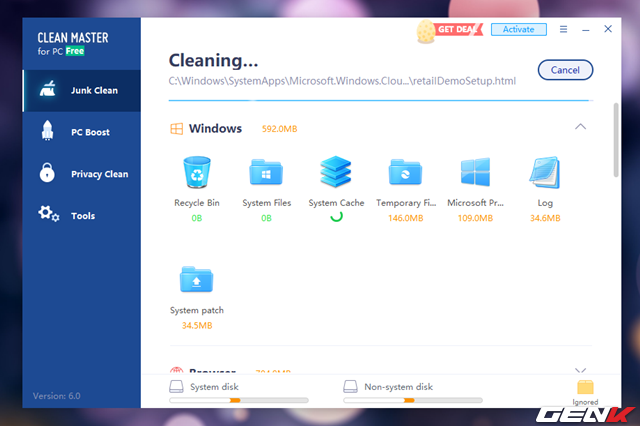 CLEAN MASTER
for PC Free
GET DEAL
Activate
Junk Clean
PC Boost
Privacy Clean
Tools
Version: 6.0
Cleaning...
C:\Windows\SystemApps\Microsoft.Windows.Clou...\retailDemoSetup.html
Cancel
Windows 592.0MB
Recycle Bin
0B
System Files
0B
System Cache
Temporary Fi...
146.0MB
Microsoft Pr...
109.0MB
Log
34.6MB
System patch
34.5MB
Browser
System disk
Non-system disk
Ignored
GENK